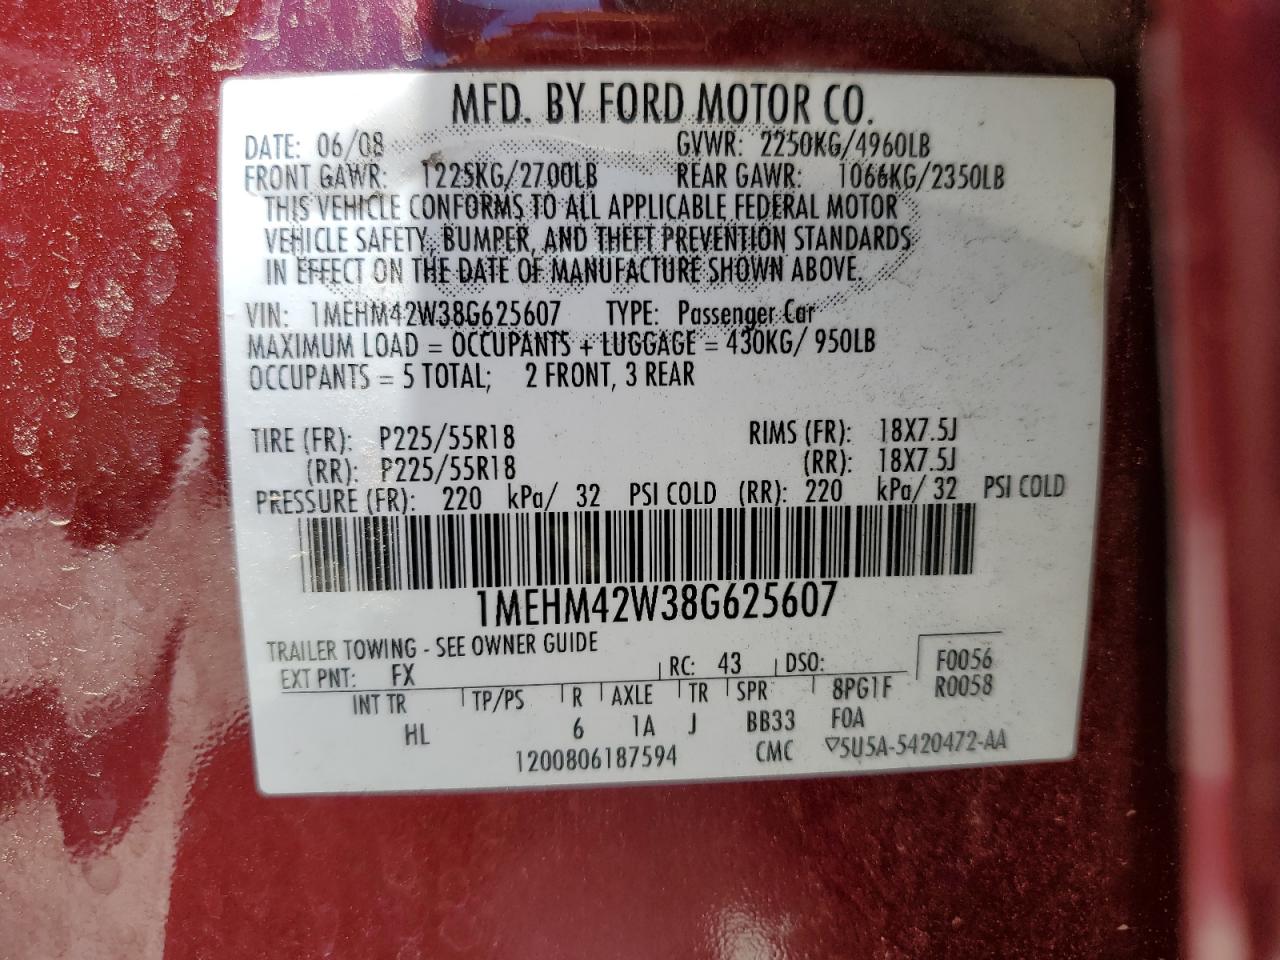 MFD. BY FORD MOTOR CO.
DATE: 06/08 GVWR: 2250KG/4960LB
FRONT GAWR: 1225KG/2700LB REAR GAWR: 1066KG/2350LB
THIS VEHICLE CONFORMS TO ALL APPLICABLE FEDERAL MOTOR
VEHICLE SAFETY, BUMPER, AND THEFT PREVENTION STANDARDS
IN EFFECT ON THE DATE OF MANUFACTURE SHOWN ABOVE.
VIN: 1MEHM42W38G625607 TYPE: Passenger Car
MAXIMUM LOAD = OCCUPANTS + LUGGAGE = 430KG/ 950LB
OCCUPANTS = 5 TOTAL; 2 FRONT, 3 REAR
TIRE (FR): P225/55R18 RIMS (FR): 18X7.5J
(RR): P225/55R18 (RR): 18X7.5J
PRESSURE (FR): 220 kPa/ 32 PSI COLD (RR): 220 kPa/ 32 PSI COLD
1MEHM42W38G625607
TRAILER TOWING - SEE OWNER GUIDE
EXT PNT: FX RC: 43 DSO: F0056
INT TR TP/PS R AXLE TR SPR 8PG1F R0058
HL 6 1A J BB33 FOA
1200806187594 CMC ▽5U5A-5420472-AA